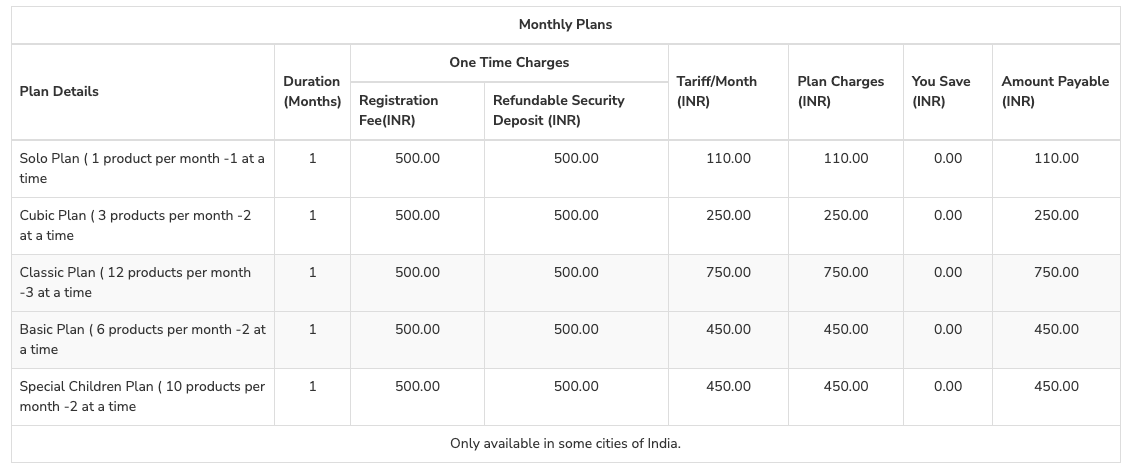 Monthly Plans
Plan Details
Duration
(Months)
One Time Charges
Registration
Fee(INR)
Refundable Security
Deposit (INR)
Tariff/Month
(INR)
Plan Charges
(INR)
You Save
(INR)
Amount Payable
(INR)
Solo Plan ( 1 product per month -1 at a
time
1 500.00 500.00 110.00 110.00 0.00 110.00
Cubic Plan ( 3 products per month -2
at a time
1 500.00 500.00 250.00 250.00 0.00 250.00
Classic Plan ( 12 products per month
-3 at a time
1 500.00 500.00 750.00 750.00 0.00 750.00
Basic Plan ( 6 products per month -2 at
a time
1 500.00 500.00 450.00 450.00 0.00 450.00
Special Children Plan ( 10 products per
month -2 at a time
1 500.00 500.00 450.00 450.00 0.00 450.00
Only available in some cities of India.